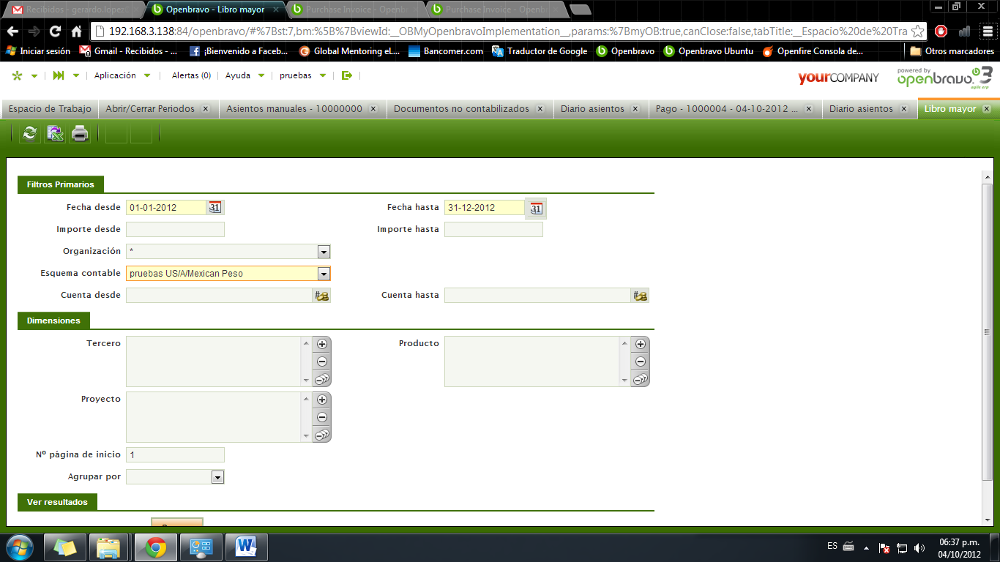 Recibidos - gerardo.lopez
Openbravo - Libro mayor
Purchase Invoice - Openb
Purchase Invoice - Openb
192.168.3.138:84/openbravo/#%7Bst:7,bm:%5B%7BviewId:__OBMyOpenbravoImplementation__,params:%7BmyOB:true,canClose:false,tabTitle:__Espacio%20de%20Tra
Iniciar sesión
Gmail - Recibidos - ...
¡Bienvenido a Faceb...
Global Mentoring eL...
Bancomer.com
Traductor de Google
Openbravo
Openbravo Ubuntu
Openfire Consola de...
Otros marcadores
Aplicación
Alertas (0)
Ayuda
pruebas
yourCOMPANY
powered by
openbravo 3
agile erp
Espacio de Trabajo
Abrir/Cerrar Periodos
Asientos manuales - 10000000
Documentos no contabilizados
Diario asientos
Pago - 1000004 - 04-10-2012 ...
Diario asientos
Libro mayor
Filtros Primarios
Fecha desde 01-01-2012 31
Fecha hasta 31-12-2012 31
Importe desde
Importe hasta
Organización *
Esquema contable pruebas US/A/Mexican Peso
Cuenta desde #
Cuenta hasta #
Dimensiones
Tercero
Producto
Proyecto
Nº página de inicio 1
Agrupar por
Ver resultados
ES
06:37 p.m.
04/10/2012